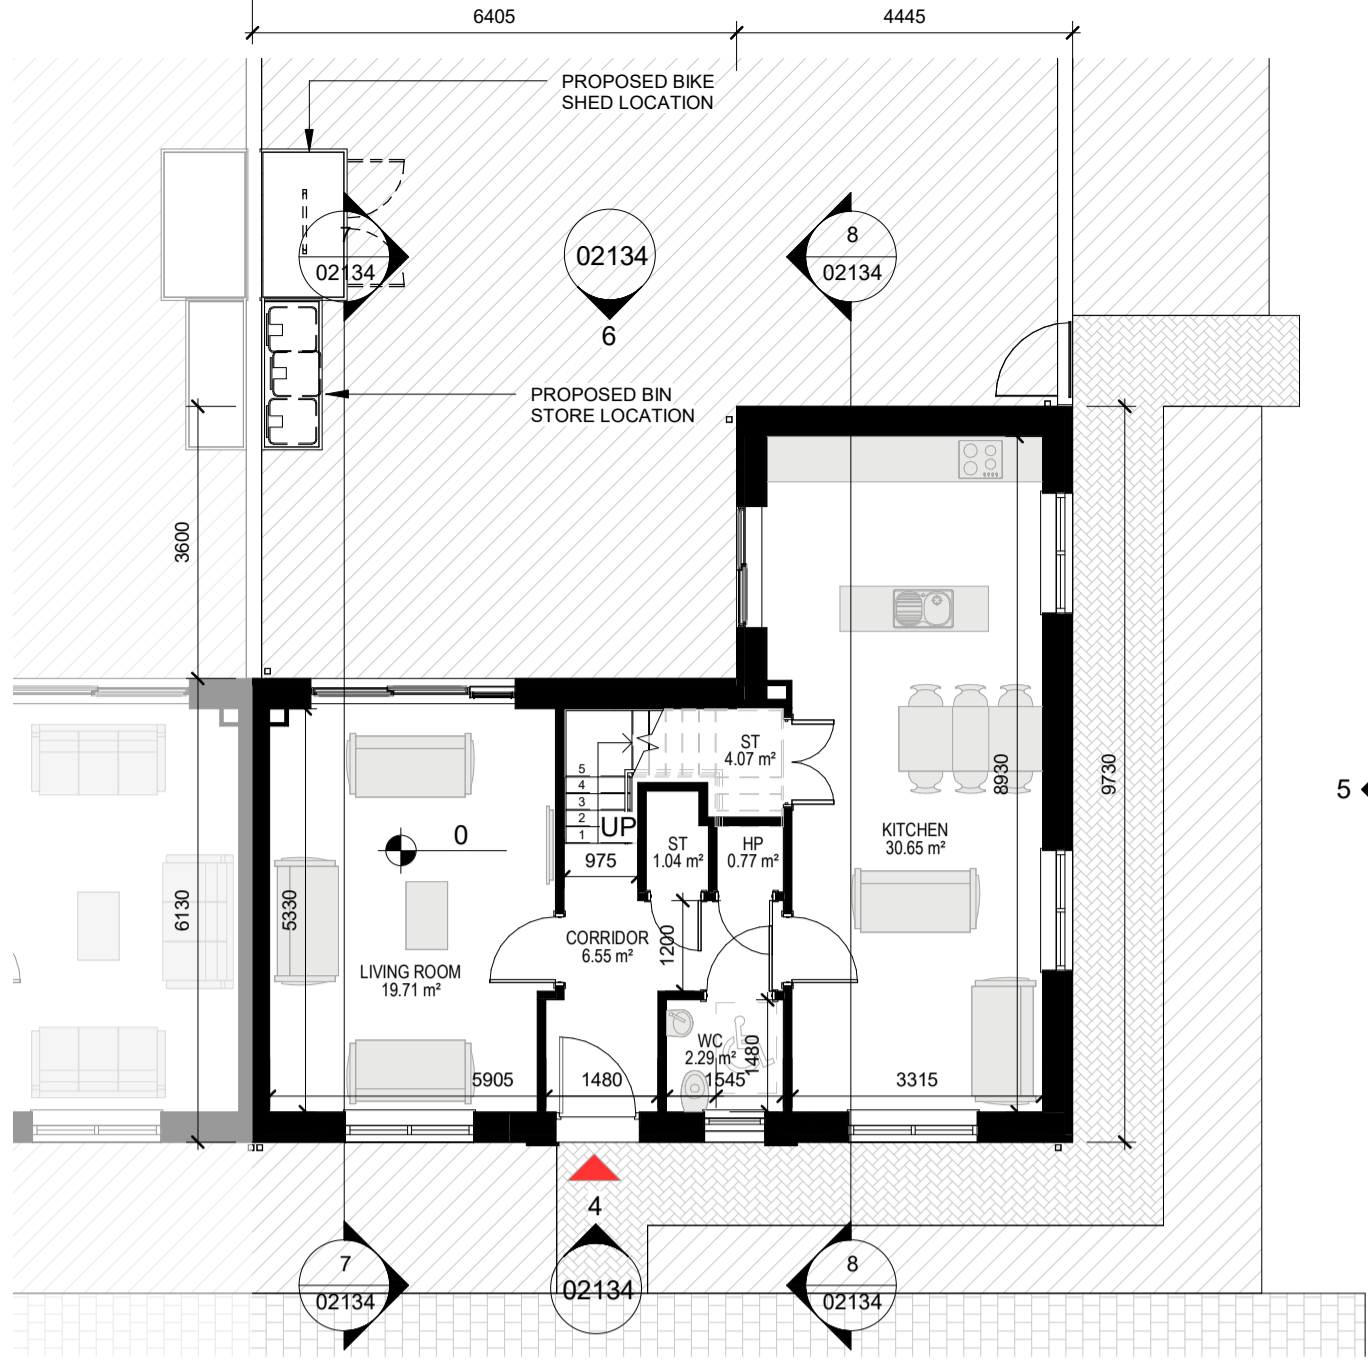 6405
4445
PROPOSED BIKE
SHED LOCATION
7
02134
02134
6
8
02134
PROPOSED BIN
STORE LOCATION
3600
ST
4.07 m²
8930
9730
5
5
4
3
2
1
UP
0
975
ST
1.04 m²
HP
0.77 m²
KITCHEN
30.65 m²
6130
5330
CORRIDOR
6.55 m²
1200
LIVING ROOM
19.71 m²
WC
2.29 m²
1480
5905
1480
1545
3315
4
7
02134
02134
8
02134